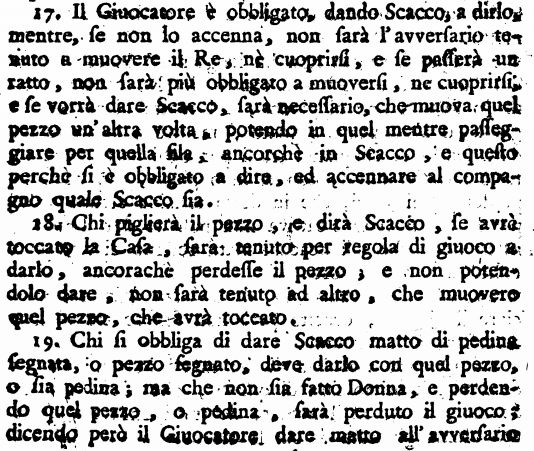 17. Il Giuocatore è obbligato, dando Scacco, a dirlo,
mentre, se non lo accenna, non ſarà l'avverſario te-
nuto a muovere il Re, nè cuoprirſi, e ſe paſſerà un
tratto, non ſarà più obbligato a muoverſi, ne cuoprirſi,
e ſe vorrà dare Scacco, ſarà neceſſario, che muova quel
pezzo un'altra volta, potendo in quel mentre paſſeg-
giare per quella fila, ancorchè in Scacco, e queſto
perchè ſi è obbligato a dire, ed accennare al compa-
gno quale Scacco ſia.
18. Chi piglierà il pezzo, e dirà Scacco, ſe avrà
toccato la Caſa, ſarà tenuto per regola di giuoco a
darlo, ancorachè perdeſſe il pezzo; e non poten-
dolo dare, non ſarà tenuto ad altro, che muovere
quel pezzo, che avrà toccato.
19. Chi ſi obbliga di dare Scacco matto di pedina
ſegnata, o pezzo ſegnato, deve darlo con quel pezzo,
o ſia pedina; ma che non ſia fatto Donna, e perden-
do quel pezzo, o pedina, ſarà perduto il giuoco;
dicendo però il Giuocatore dare matto all'avverſario